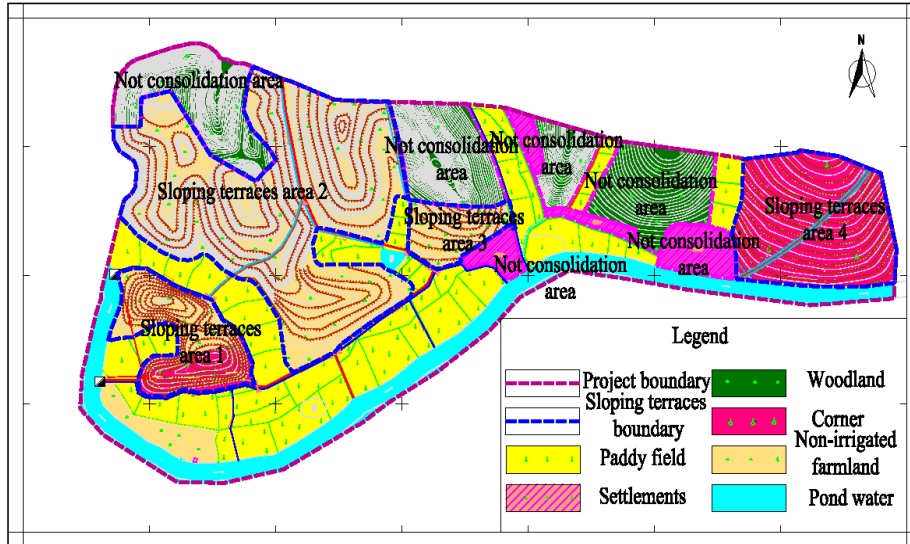 N
Not consolidation area
Not consolidation
area
Not consolidation
area
Not consolidation
area
Sloping terraces area 2
Sloping terraces
area 3
Sloping terraces
area 4
Not consolidation
area
Not consolidation
area
Sloping terraces
area 1
Legend
Project boundary
Woodland
Sloping terraces
boundary
Corner
Paddy field
Non-irrigated
farmland
Settlements
Pond water